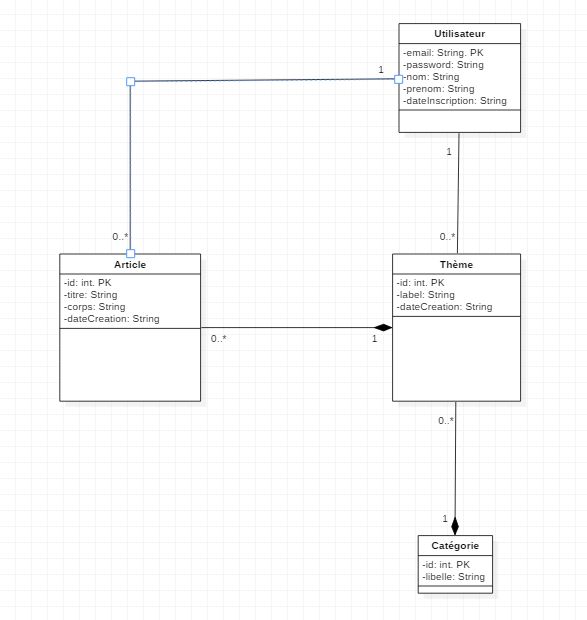 Utilisateur
-email: String. PK
-password: String
-nom: String
-prenom: String
-dateInscription: String
1
1
0..*
0..*
Article
-id: int. PK
-titre: String
-corps: String
-dateCreation: String
Thème
-id: int. PK
-label: String
-dateCreation: String
0..*
1
0..*
1
Catégorie
-id: int. PK
-libelle: String